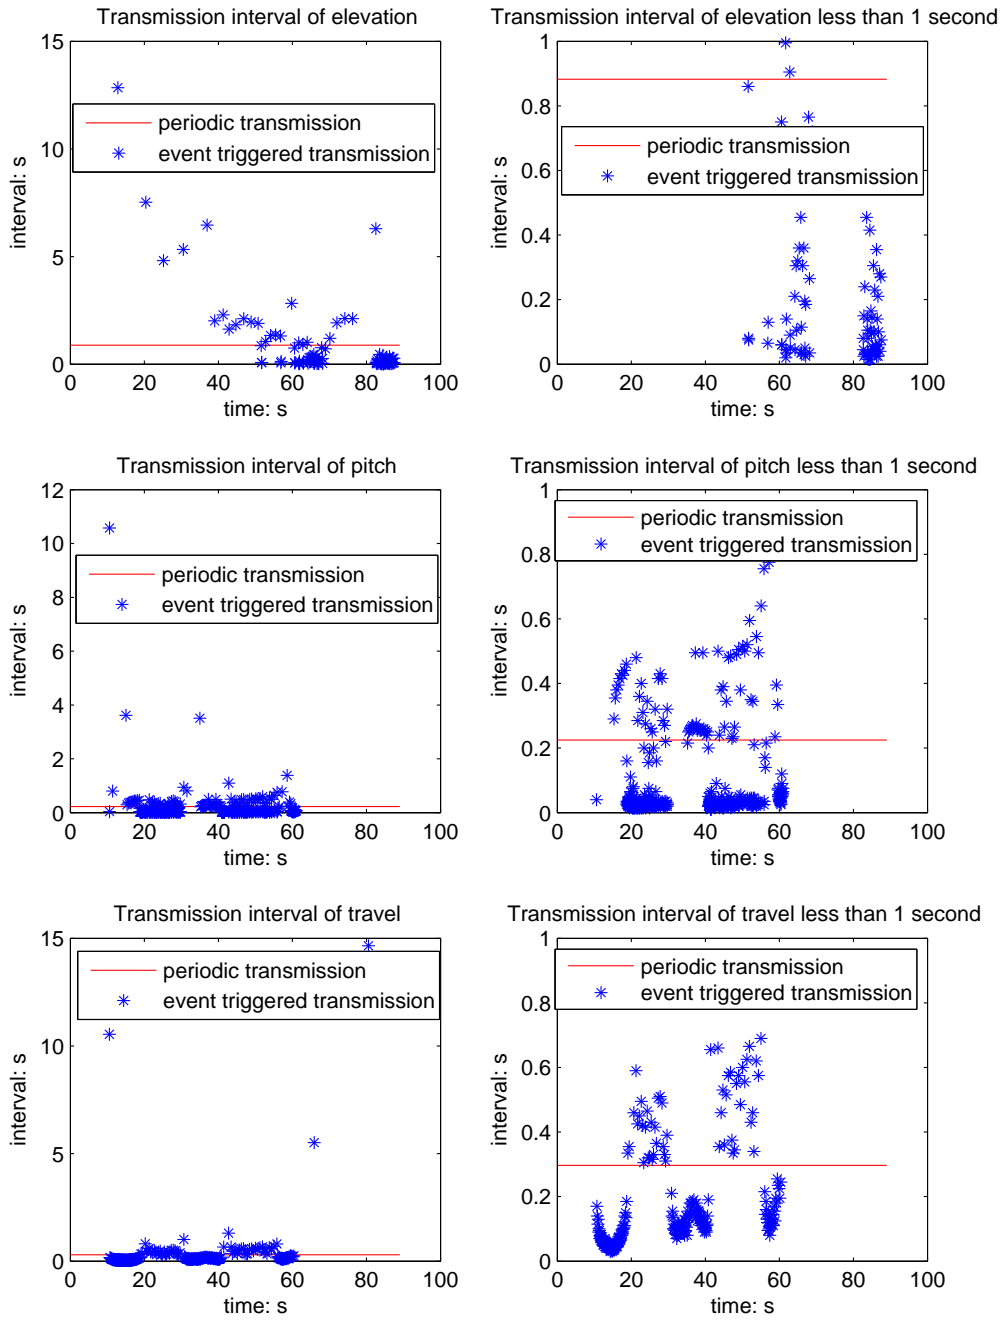 Transmission interval of elevation
15
10
5
0
0 20 40 60 80 100
interval: s
time: s
periodic transmission
event triggered transmission
Transmission interval of elevation less than 1 second
1
0.8
0.6
0.4
0.2
0
0 20 40 60 80 100
interval: s
time: s
periodic transmission
event triggered transmission
Transmission interval of pitch
12
10
8
6
4
2
0
0 20 40 60 80 100
interval: s
time: s
periodic transmission
event triggered transmission
Transmission interval of pitch less than 1 second
1
0.8
0.6
0.4
0.2
0
0 20 40 60 80 100
interval: s
time: s
periodic transmission
event triggered transmission
Transmission interval of travel
15
10
5
0
0 20 40 60 80 100
interval: s
time: s
periodic transmission
event triggered transmission
Transmission interval of travel less than 1 second
1
0.8
0.6
0.4
0.2
0
0 20 40 60 80 100
interval: s
time: s
periodic transmission
event triggered transmission